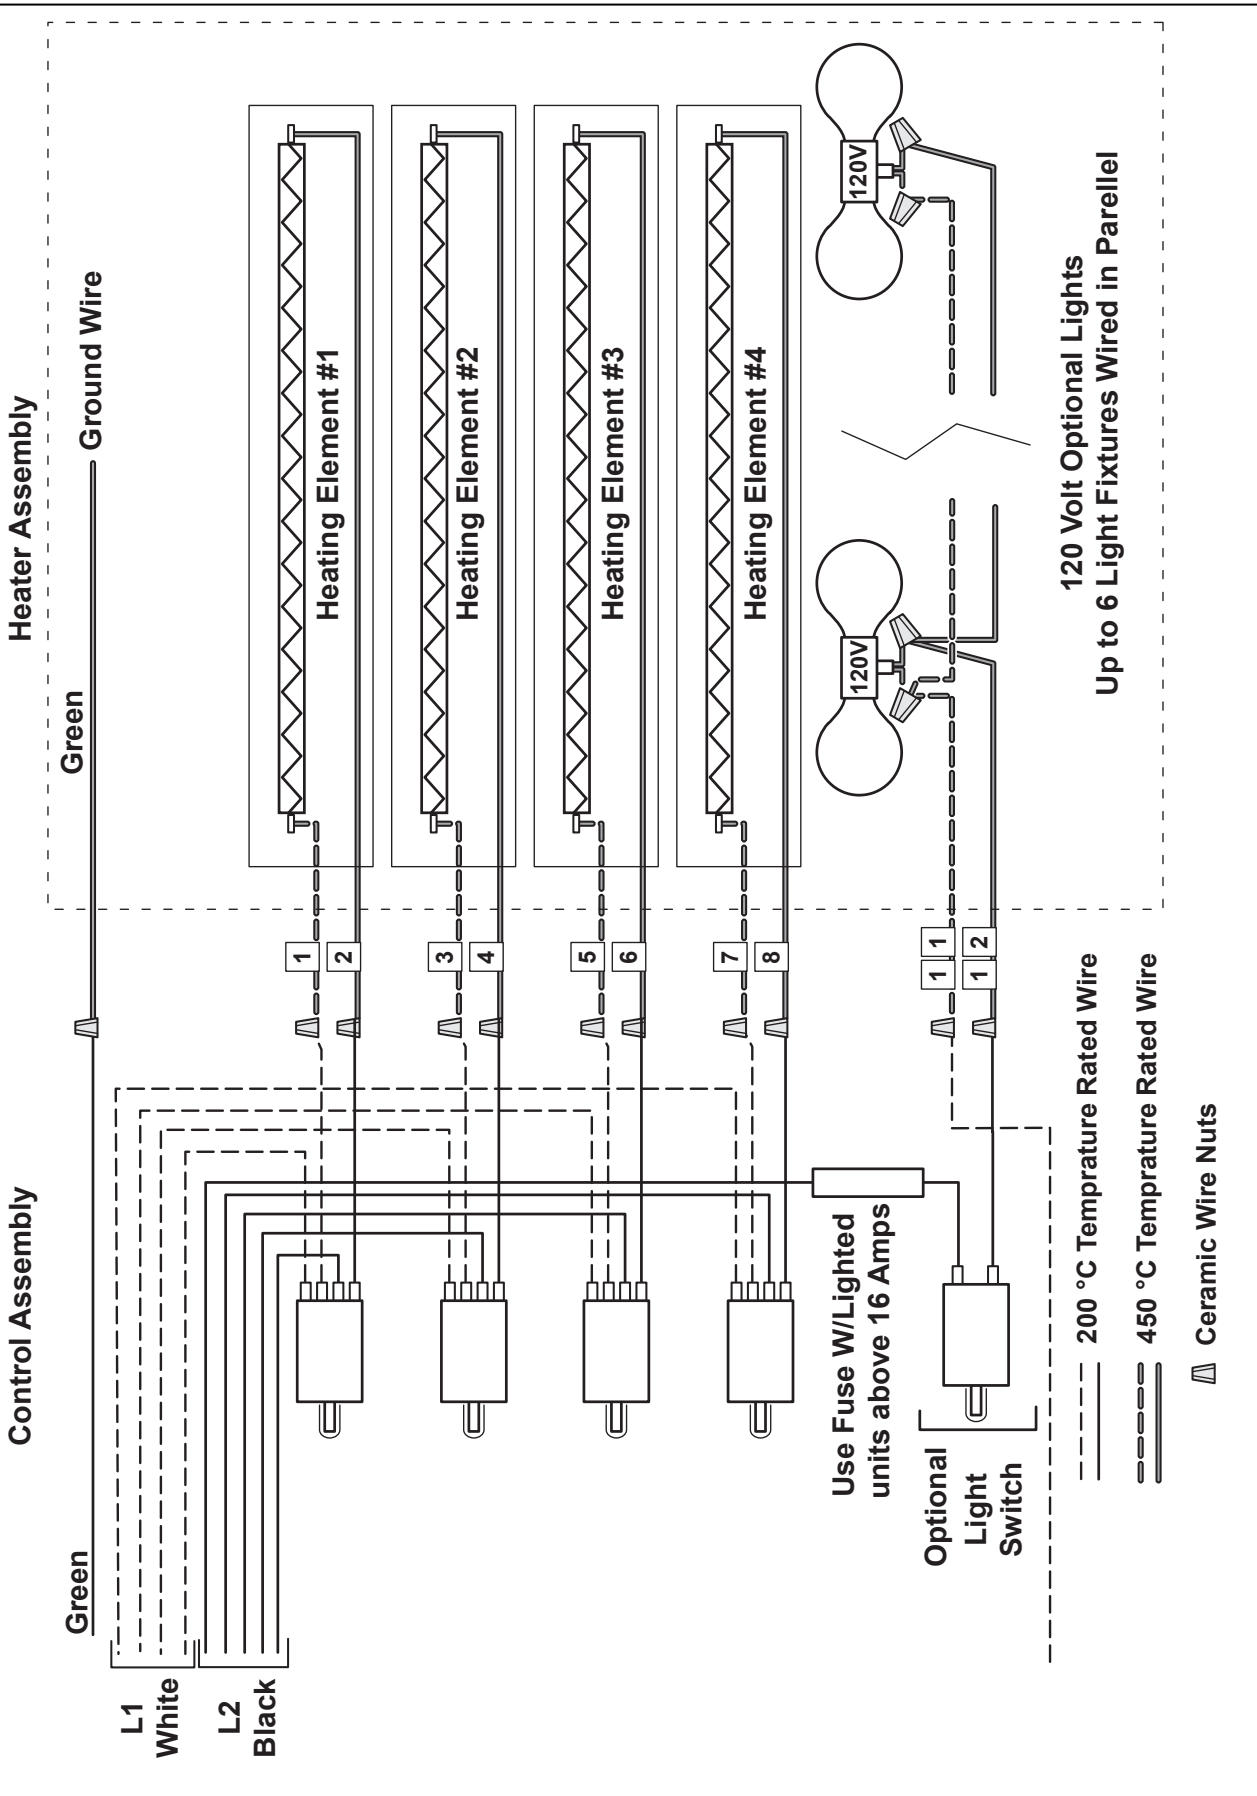 Control Assembly
Heater Assembly
Green
Green
Ground Wire
L1
White
L2
Black
1
2
Heating Element #1
3
4
Heating Element #2
5
6
Heating Element #3
7
8
Heating Element #4
Use Fuse W/Lighted
units above 16 Amps
Optional
Light
Switch
1 1
1 2
120V
120V
120 Volt Optional Lights
Up to 6 Light Fixtures Wired in Parellel
200 °C Temprature Rated Wire
450 °C Temprature Rated Wire
Ceramic Wire Nuts